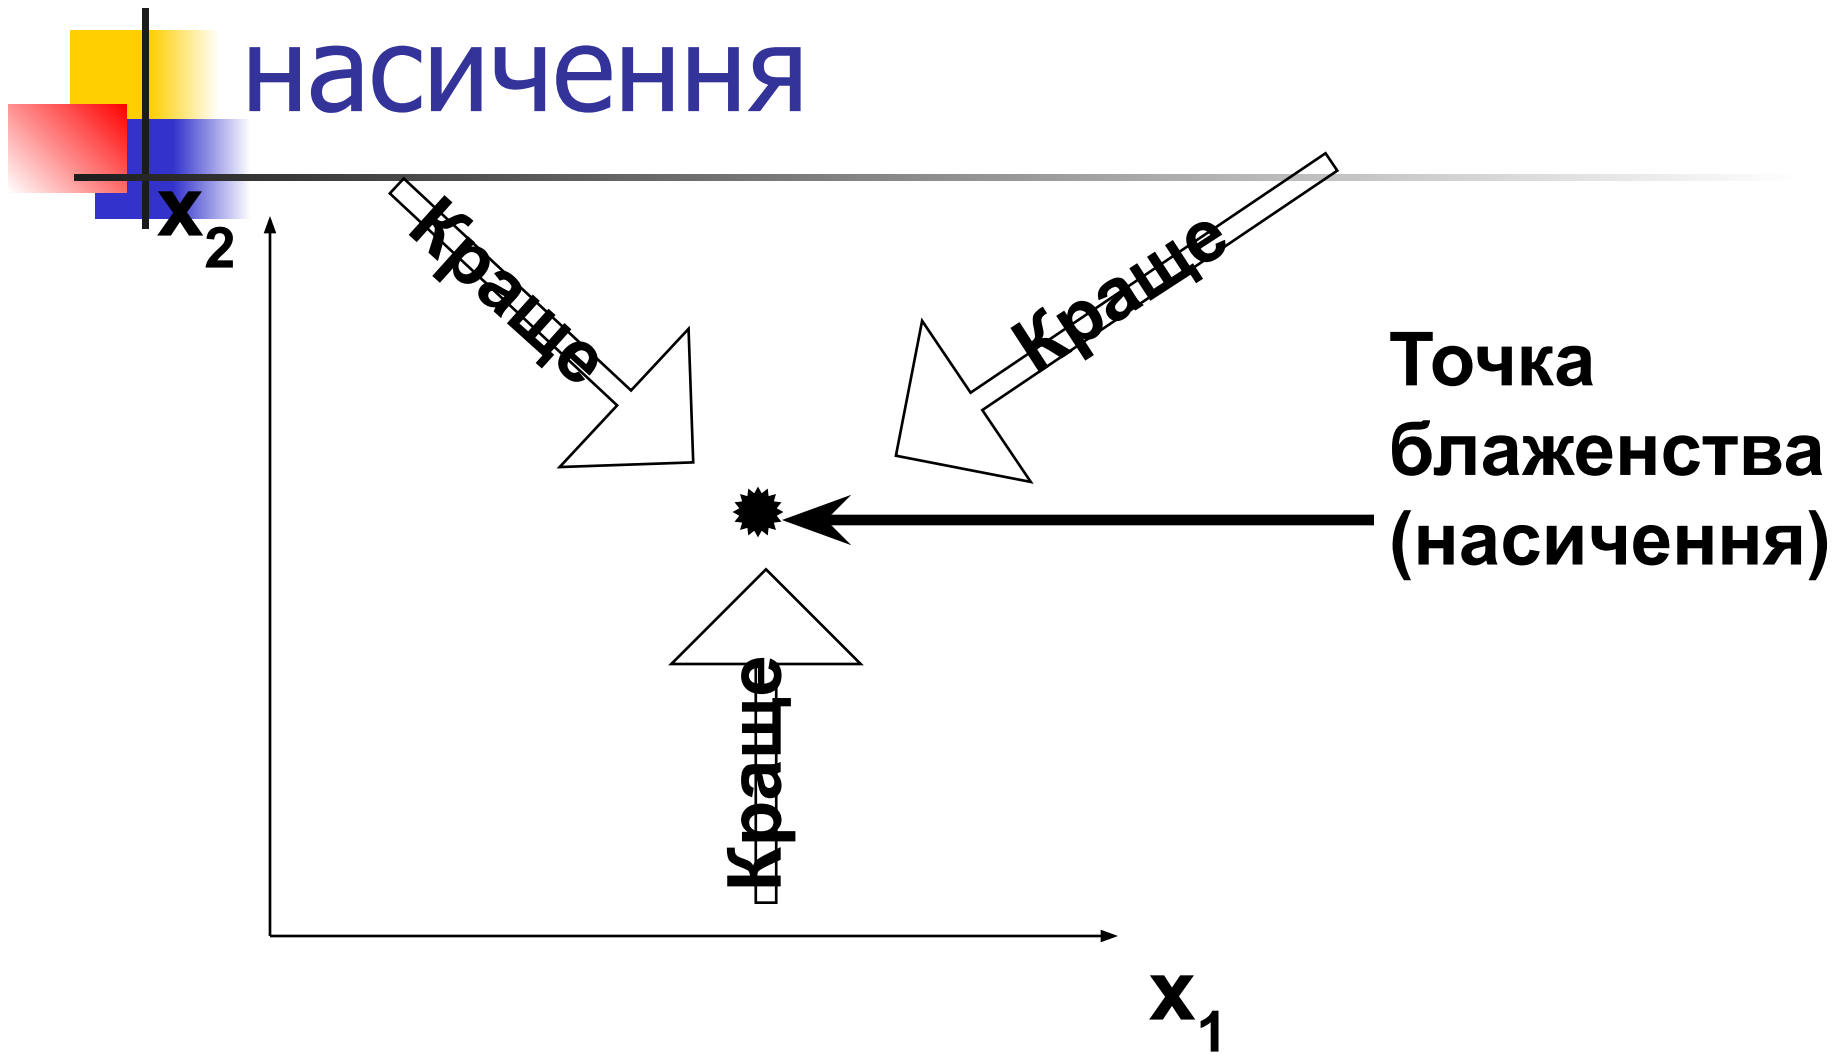 насичення
x2
Краще
Краще
Точка
блаженства
(насичення)
Краще
x1